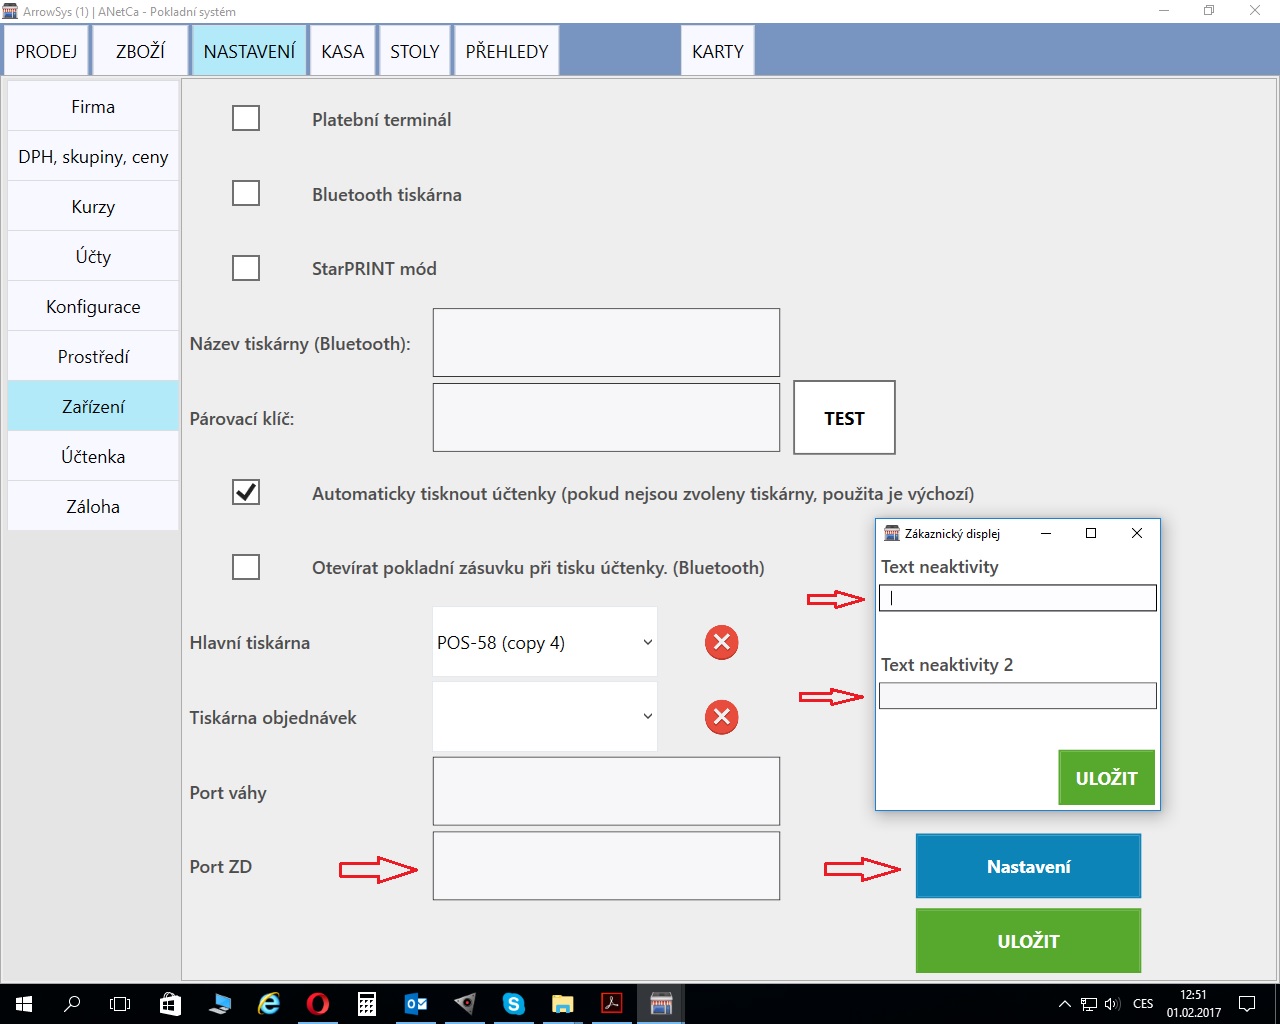 ArrowSys (1) | ANetCa - Pokladní systém
PRODEJ ZBOŽÍ NASTAVENÍ KASA STOLY PŘEHLEDY KARTY
Firma
DPH, skupiny, ceny
Kurzy
Účty
Konfigurace
Prostředí
Zařízení
Účtenka
Záloha
Platební terminál
Bluetooth tiskárna
StarPRINT mód
Název tiskárny (Bluetooth):
Párovací klíč:
TEST
Automaticky tisknout účtenky (pokud nejsou zvoleny tiskárny, použita je výchozí)
Otevírat pokladní zásuvku při tisku účtenky. (Bluetooth)
Hlavní tiskárna
POS-58 (copy 4)
Tiskárna objednávek
Port váhy
Port ZD
Zákaznický displej
Text neaktivity
Text neaktivity 2
ULOŽIT
Nastavení
ULOŽIT
CES
12:51
01.02.2017